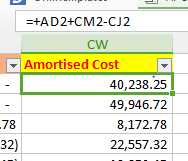 =+AD2+CM2-CJ2
CW
Amortised Cost
- 40,238.25
- 49,946.72
.78 8,172.78
32) 22,557.32